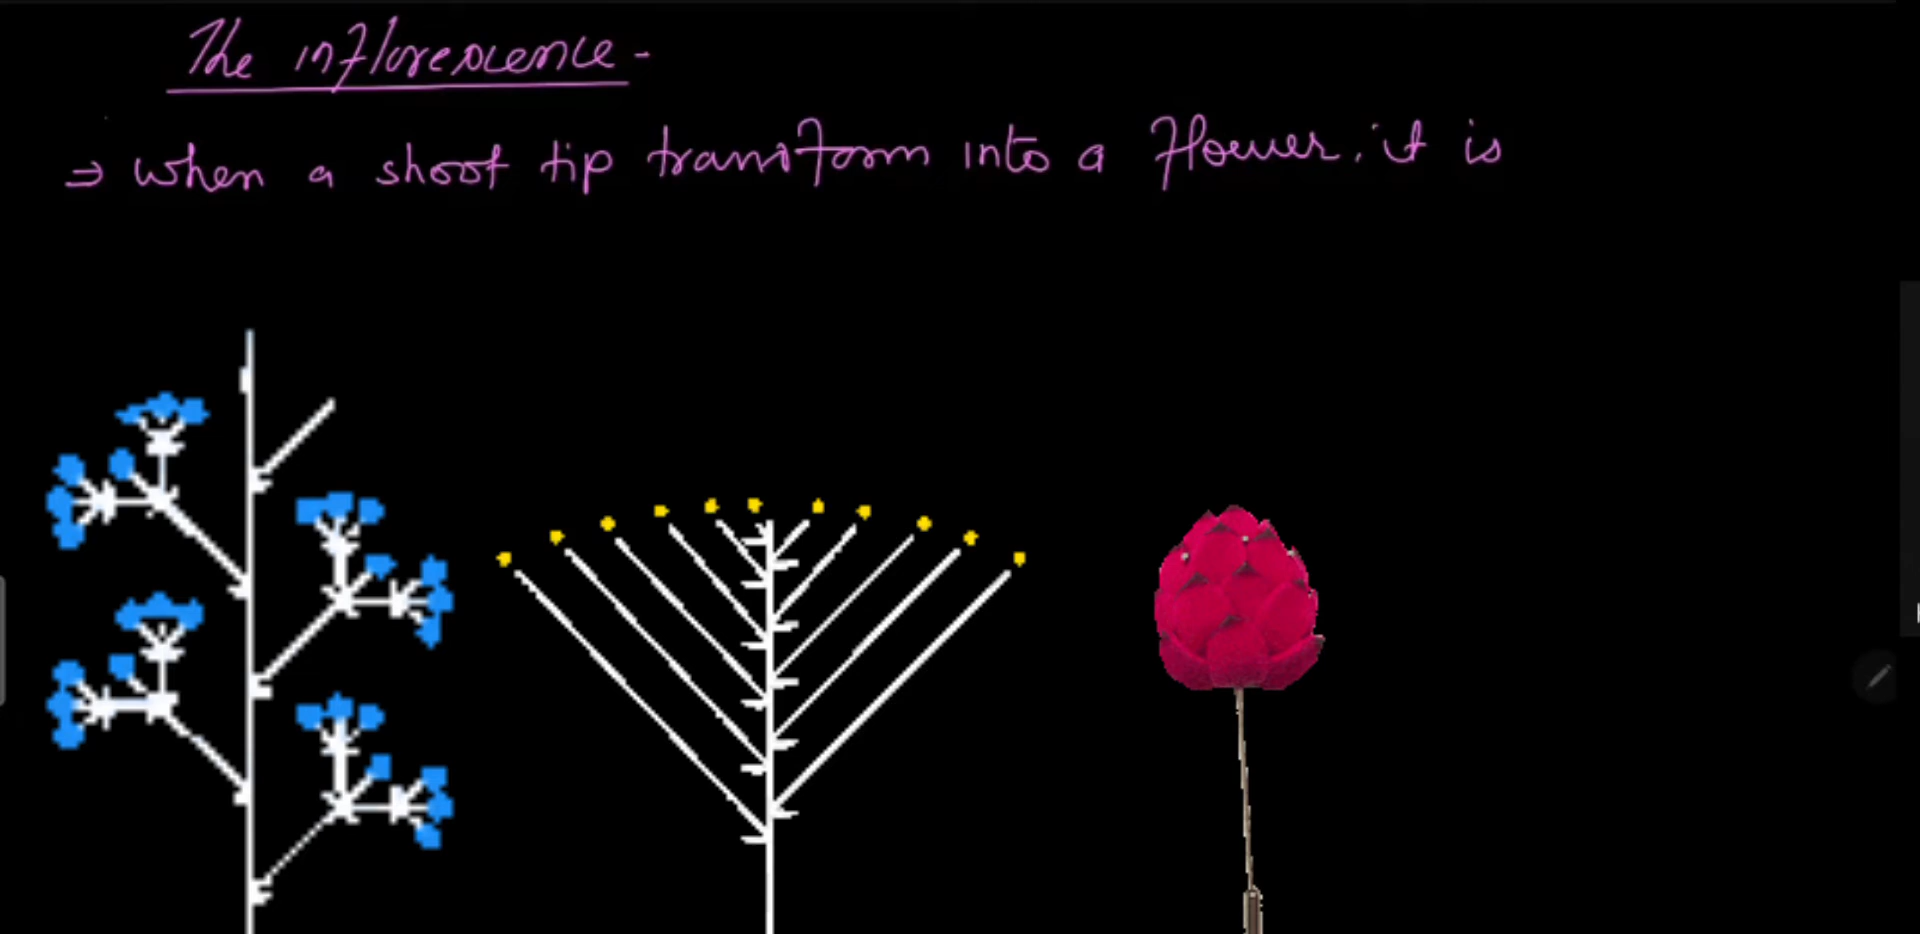 The inflorescence -
⇒ when a shoot tip transform into a flower. it is